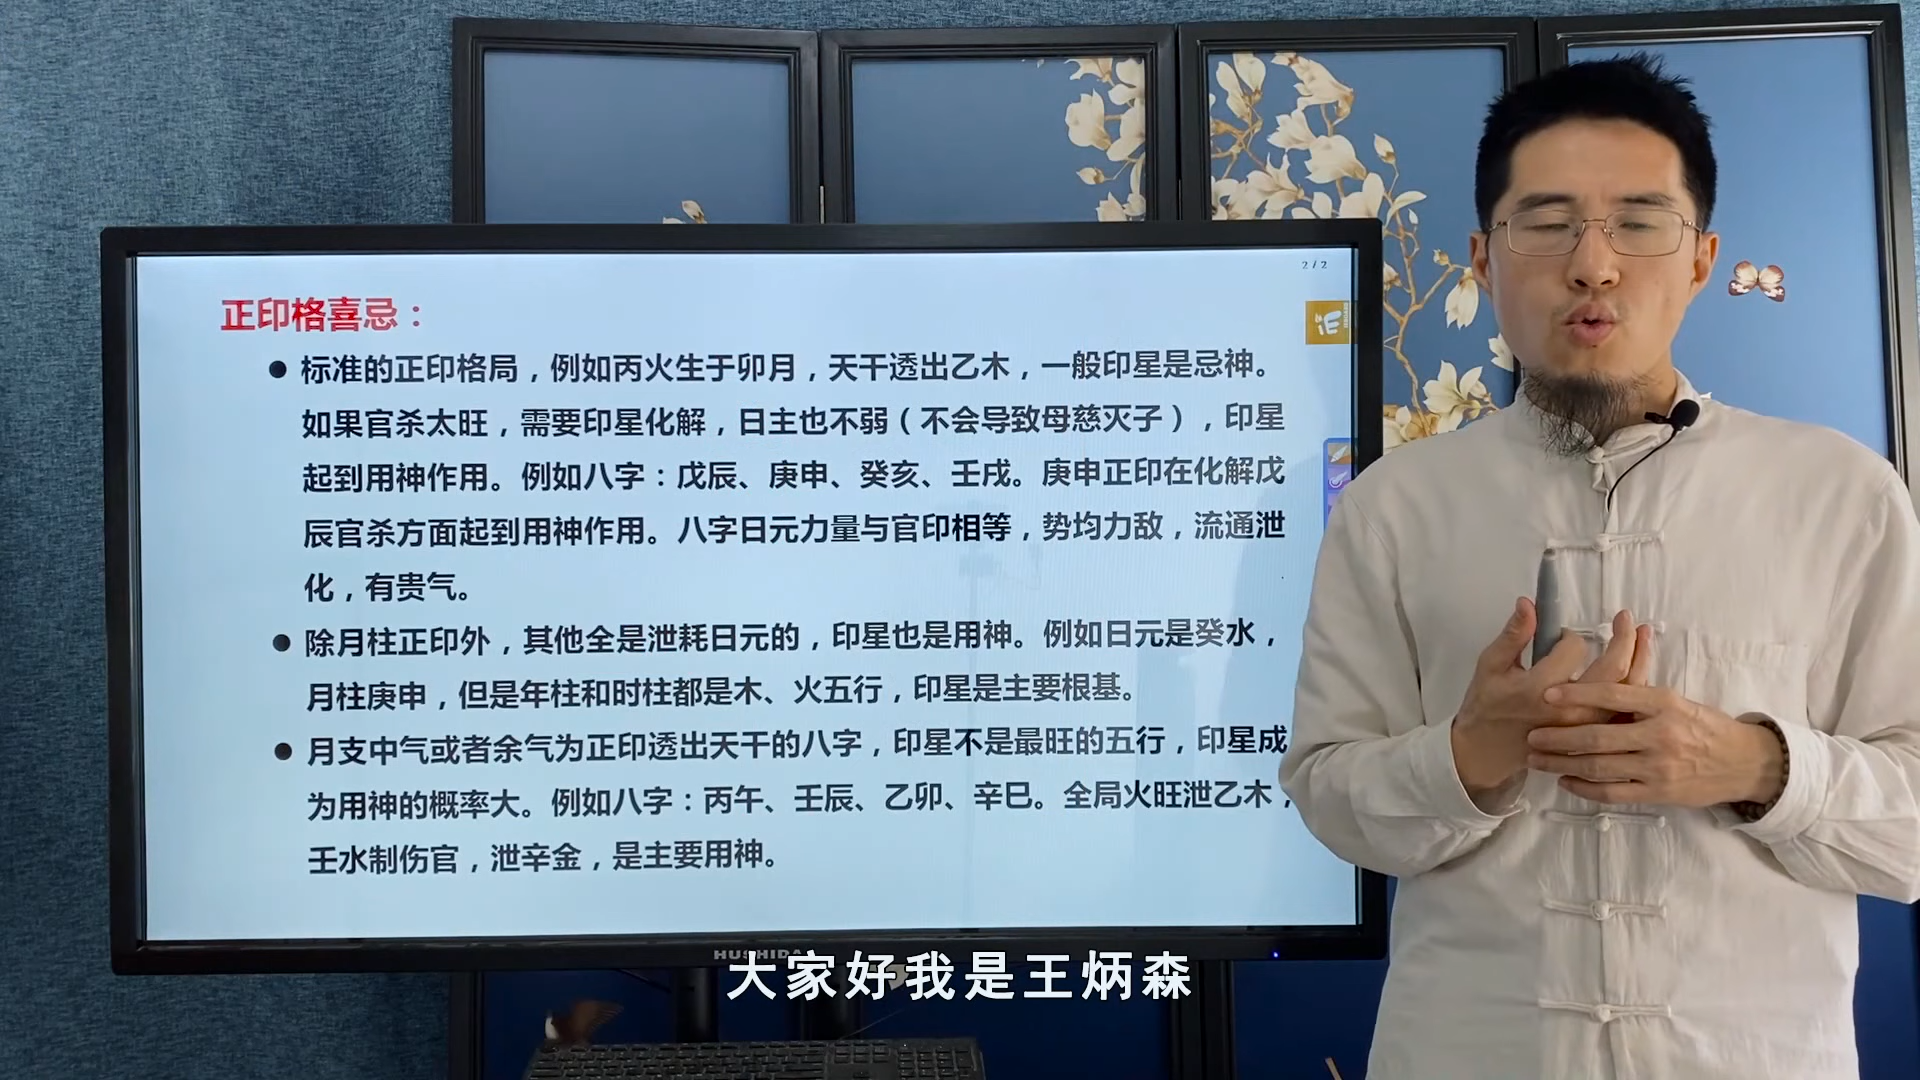 2 / 2
正印格喜忌：
● 标准的正印格局，例如丙火生于卯月，天干透出乙木，一般印星是忌神。
如果官杀太旺，需要印星化解，日主也不弱（不会导致母慈灭子），印星
起到用神作用。例如八字：戊辰、庚申、癸亥、壬戌。庚申正印在化解戊
辰官杀方面起到用神作用。八字日元力量与官印相等，势均力敌，流通泄
化，有贵气。
● 除月柱正印外，其他全是泄耗日元的，印星也是用神。例如日元是癸水，
月柱庚申，但是年柱和时柱都是木、火五行，印星是主要根基。
● 月支中气或者余气为正印透出天干的八字，印星不是最旺的五行，印星成
为用神的概率大。例如八字：丙午、壬辰、乙卯、辛巳。全局火旺泄乙木，
壬水制伤官，泄辛金，是主要用神。
HUSHIDA
大家好我是王炳森